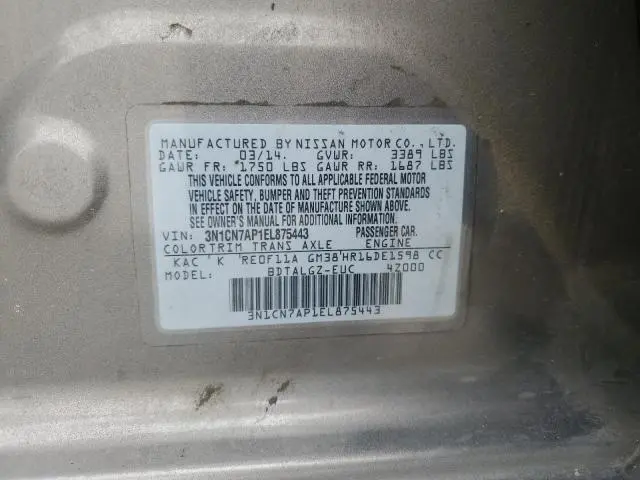 MANUFACTURED BY NISSAN MOTOR CO., LTD.
DATE: 03/14. GVWR: 3389 LBS
GAWR FR: *1750 LBS GAWR RR: 1687 LBS
THIS VEHICLE CONFORMS TO ALL APPLICABLE FEDERAL MOTOR
VEHICLE SAFETY, BUMPER AND THEFT PREVENTION STANDARDS
IN EFFECT ON THE DATE OF MANUFACTURE SHOWN ABOVE.
SEE OWNER'S MANUAL FOR ADDITIONAL INFORMATION.
VIN: 3N1CN7AP1EL875443 PASSENGER CAR.
COLOR TRIM TRANS AXLE ENGINE
KAC ' K 'RE0F11A GM38'HR16DE1598 CC
MODEL: BDTALGZ-EUC 42000
3N1CN7AP1EL875443